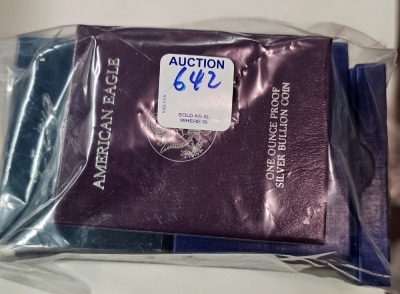 AUCTION
642
SOLD AS IS,
WHERE IS
AMERICAN EAGLE
ONE OUNCE PROOF
SILVER BULLION COIN